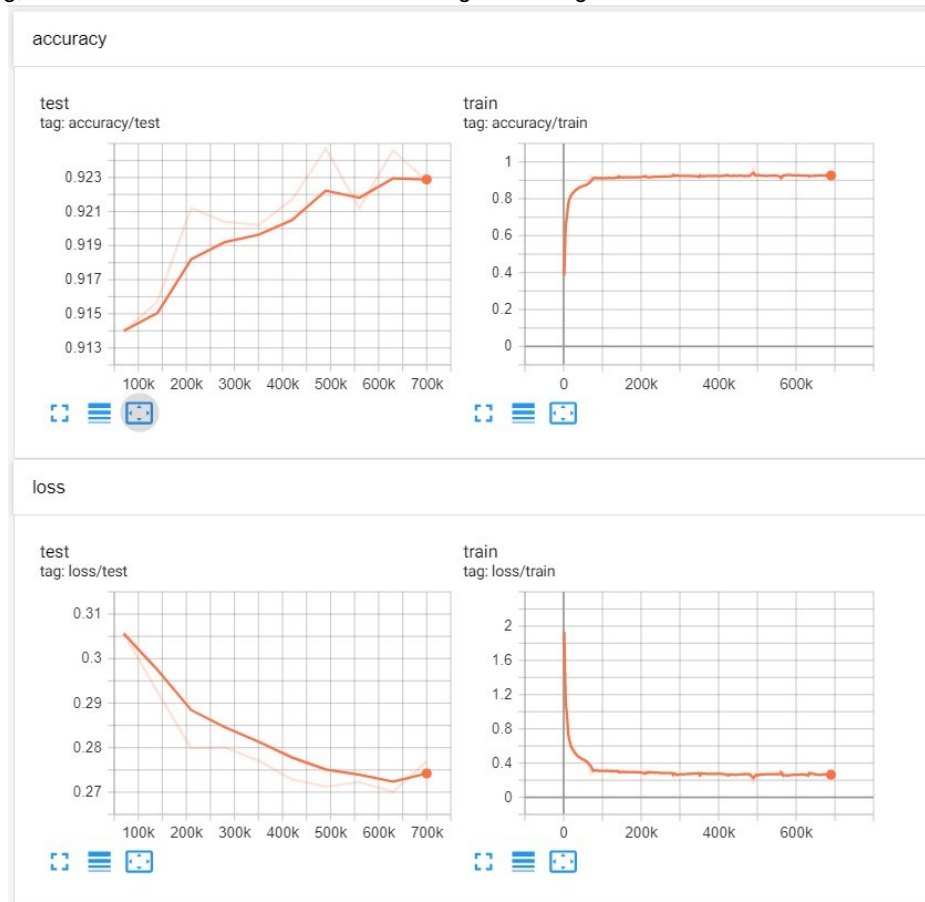 accuracy
test
tag: accuracy/test
0.923
0.921
0.919
0.917
0.915
0.913
100k 200k 300k 400k 500k 600k 700k
train
tag: accuracy/train
1
0.8
0.6
0.4
0.2
0
0 200k 400k 600k
loss
test
tag: loss/test
0.31
0.3
0.29
0.28
0.27
100k 200k 300k 400k 500k 600k 700k
train
tag: loss/train
2
1.6
1.2
0.8
0.4
0
0 200k 400k 600k